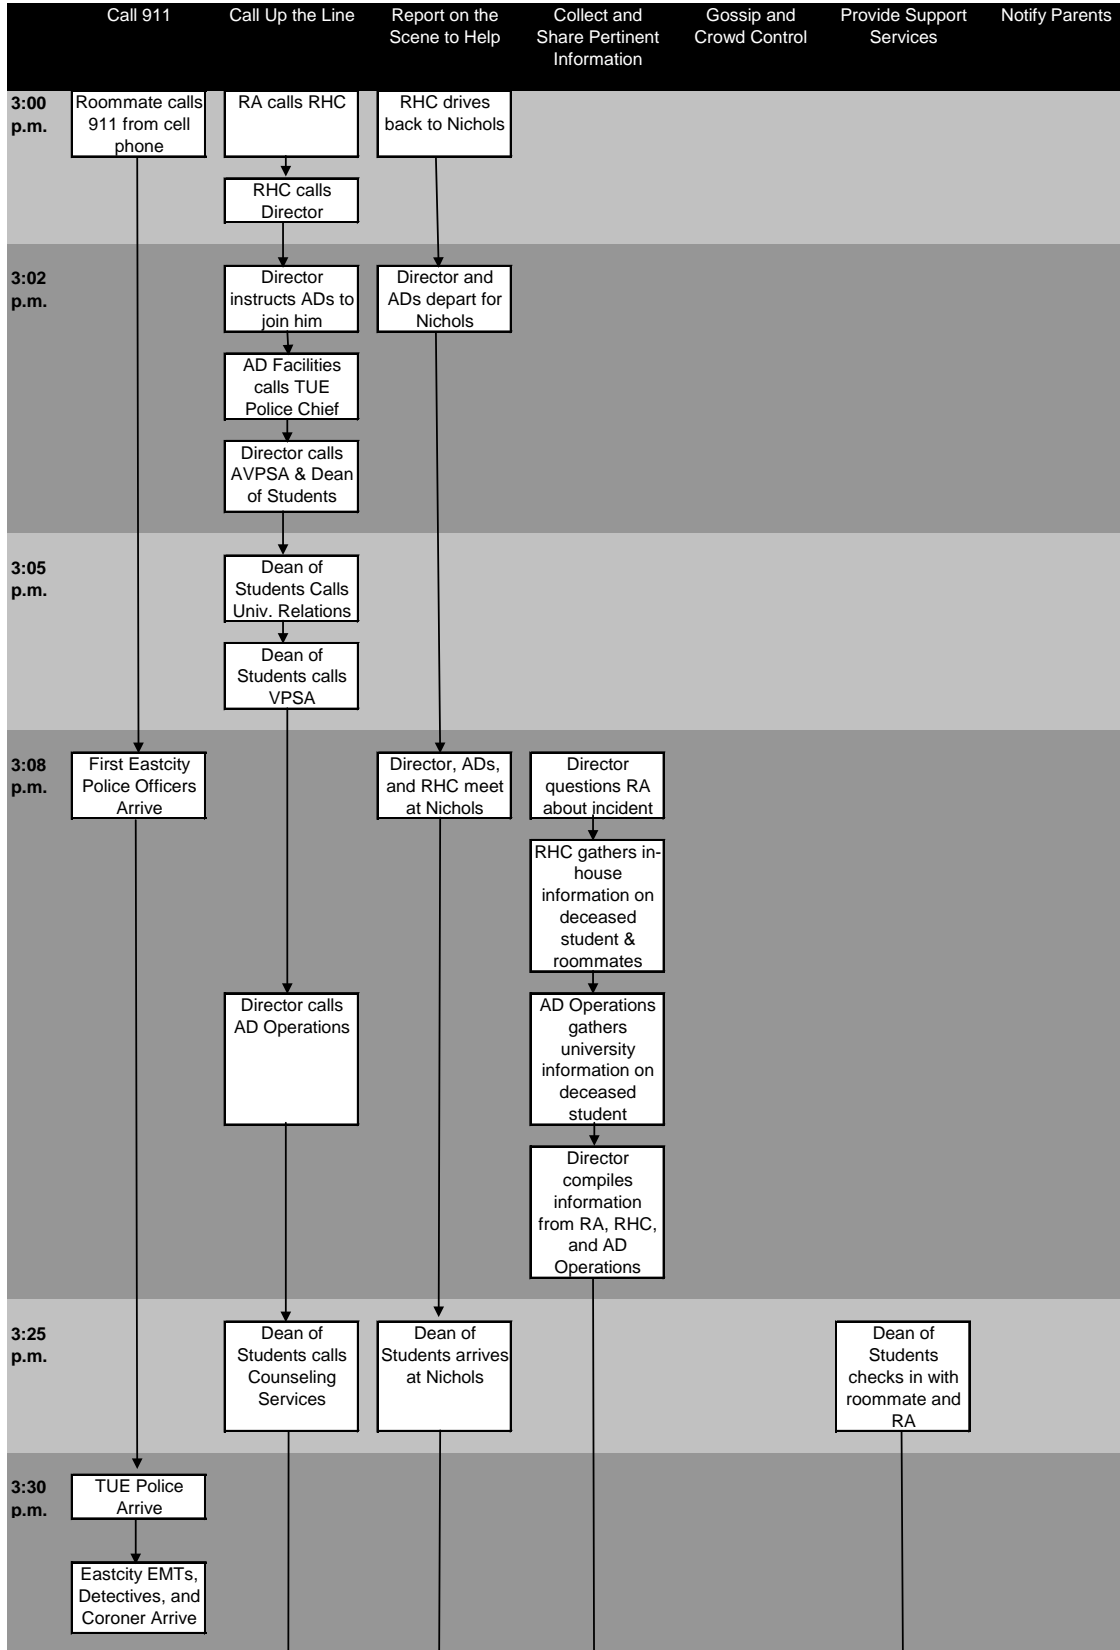 Call 911
Call Up the Line
Report on the
Scene to Help
Collect and
Share Pertinent
Information
Gossip and
Crowd Control
Provide Support
Services
Notify Parents
3:00
p.m.
Roommate calls
911 from cell
phone
RA calls RHC
RHC drives
back to Nichols
RHC calls
Director
3:02
p.m.
Director
instructs ADs to
join him
Director and
ADs depart for
Nichols
AD Facilities
calls TUE
Police Chief
Director calls
AVPSA & Dean
of Students
3:05
p.m.
Dean of
Students Calls
Univ. Relations
Dean of
Students calls
VPSA
3:08
p.m.
First Eastcity
Police Officers
Arrive
Director, ADs,
and RHC meet
at Nichols
Director
questions RA
about incident
RHC gathers in-
house
information on
deceased
student &
roommates
Director calls
AD Operations
AD Operations
gathers
university
information on
deceased
student
Director
compiles
information
from RA, RHC,
and AD
Operations
3:25
p.m.
Dean of
Students calls
Counseling
Services
Dean of
Students arrives
at Nichols
Dean of
Students
checks in with
roommate and
RA
3:30
p.m.
TUE Police
Arrive
Eastcity EMTs,
Detectives, and
Coroner Arrive